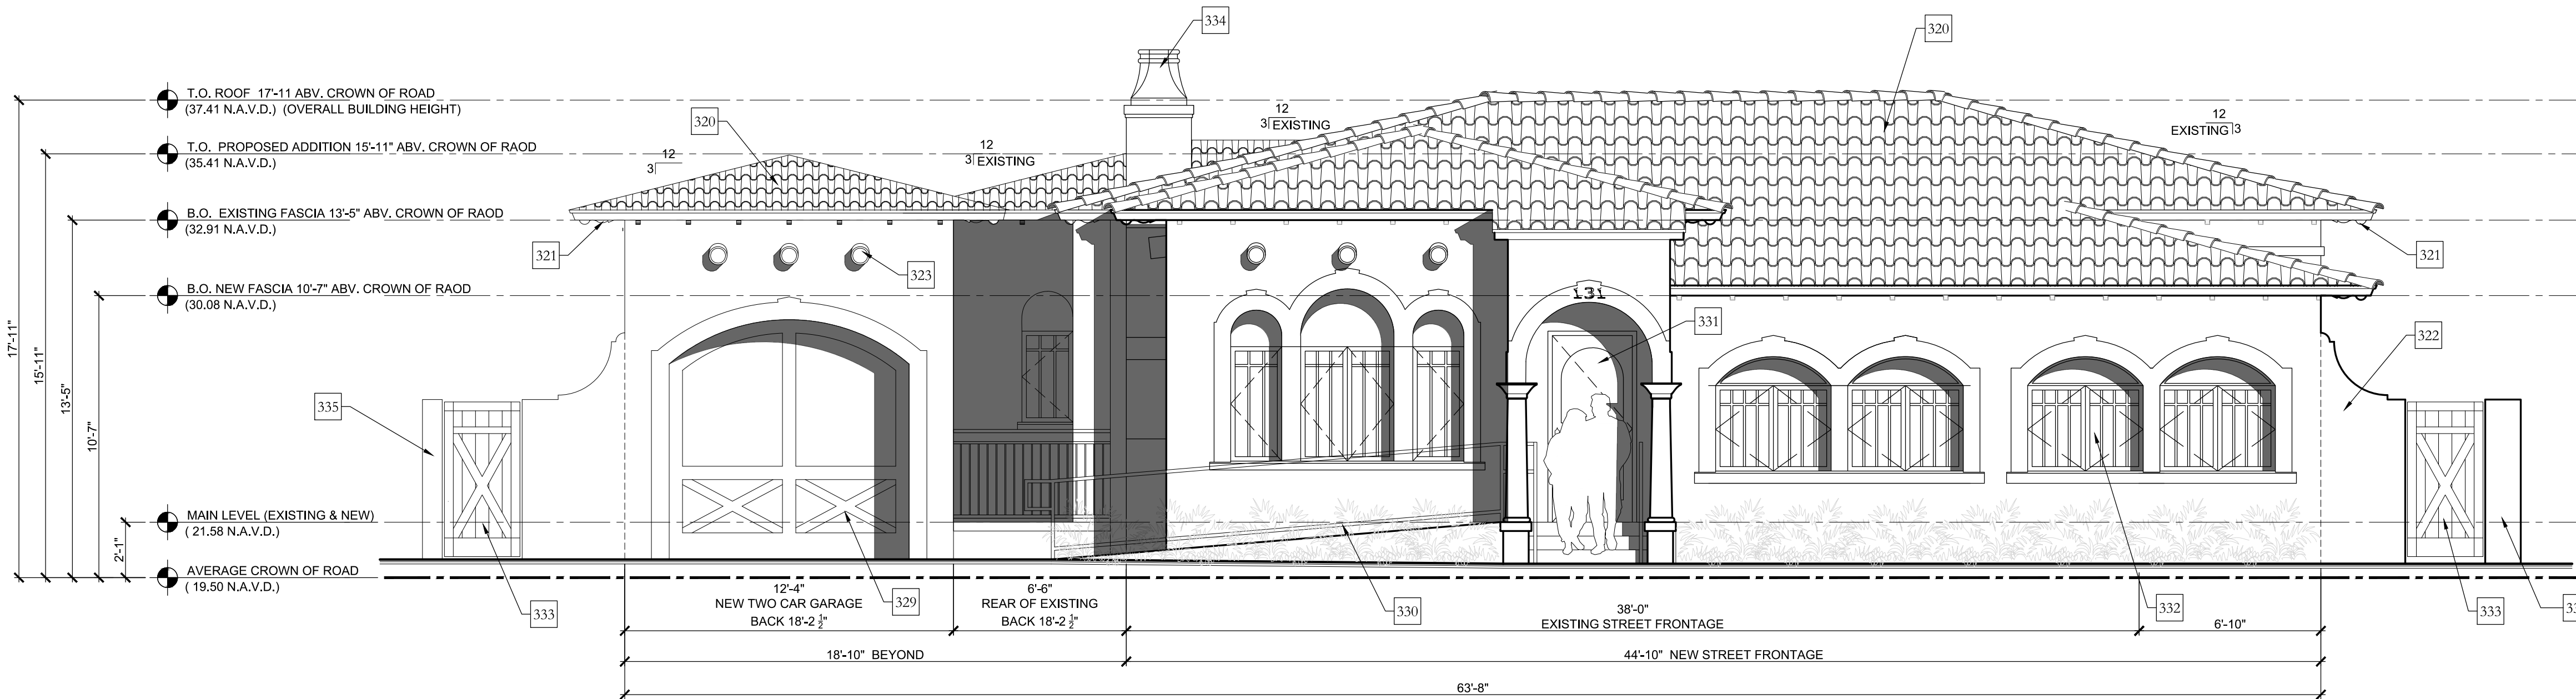 334
320
T.O. ROOF 17'-11 ABV. CROWN OF ROAD
(37.41 N.A.V.D.) (OVERALL BUILDING HEIGHT)
12
3 EXISTING
12
EXISTING 3
320
T.O. PROPOSED ADDITION 15'-11" ABV. CROWN OF RAOD
(35.41 N.A.V.D.)
12
3
12
3 EXISTING
B.O. EXISTING FASCIA 13'-5" ABV. CROWN OF RAOD
(32.91 N.A.V.D.)
321
323
321
B.O. NEW FASCIA 10'-7" ABV. CROWN OF RAOD
(30.08 N.A.V.D.)
131
331
322
17'-11"
15'-11"
13'-5"
10'-7"
2'-1"
335
MAIN LEVEL (EXISTING & NEW)
( 21.58 N.A.V.D.)
AVERAGE CROWN OF ROAD
( 19.50 N.A.V.D.)
333
12'-4"
NEW TWO CAR GARAGE
BACK 18'-2 ½"
329
6'-6"
REAR OF EXISTING
BACK 18'-2 ½"
330
38'-0"
EXISTING STREET FRONTAGE
332
6'-10"
333
18'-10" BEYOND
44'-10" NEW STREET FRONTAGE
63'-8"